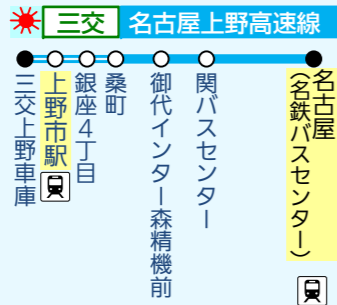 三交 名古屋上野高速線
三交上野車庫
上野市駅
銀座4丁目
桑町
御代インター森精機前
関バスセンター
名古屋
(名鉄バスセンター)